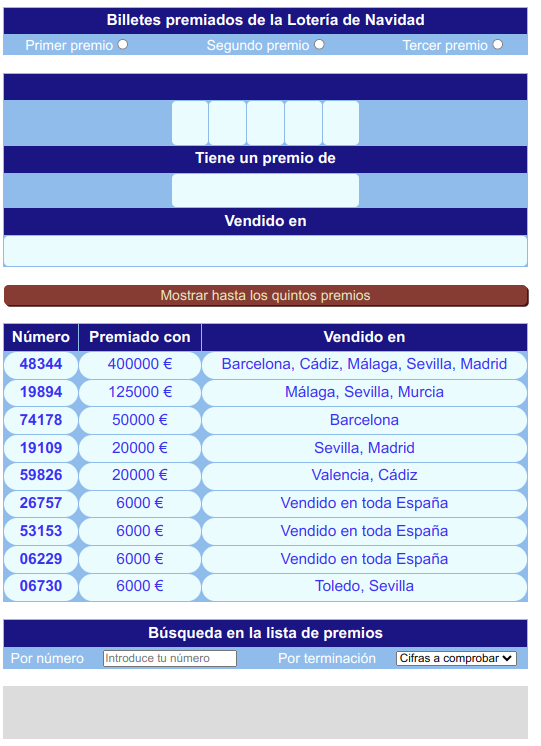 Billetes premiados de la Lotería de Navidad
Primer premio Segundo premio Tercer premio
Tiene un premio de
Vendido en
Mostrar hasta los quintos premios
Número Premiado con Vendido en
48344 400000 € Barcelona, Cádiz, Málaga, Sevilla, Madrid
19894 125000 € Málaga, Sevilla, Murcia
74178 50000 € Barcelona
19109 20000 € Sevilla, Madrid
59826 20000 € Valencia, Cádiz
26757 6000 € Vendido en toda España
53153 6000 € Vendido en toda España
06229 6000 € Vendido en toda España
06730 6000 € Toledo, Sevilla
Búsqueda en la lista de premios
Por número Introduce tu número Por terminación Cifras a comprobar